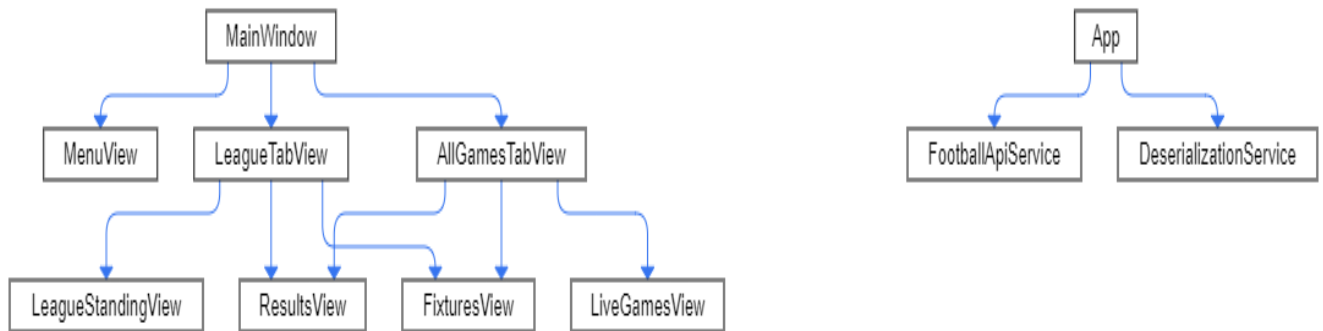 MainWindow
App
MenuView
LeagueTabView
AllGamesTabView
FootballApiService
DeserializationService
LeagueStandingView
ResultsView
FixturesView
LiveGamesView